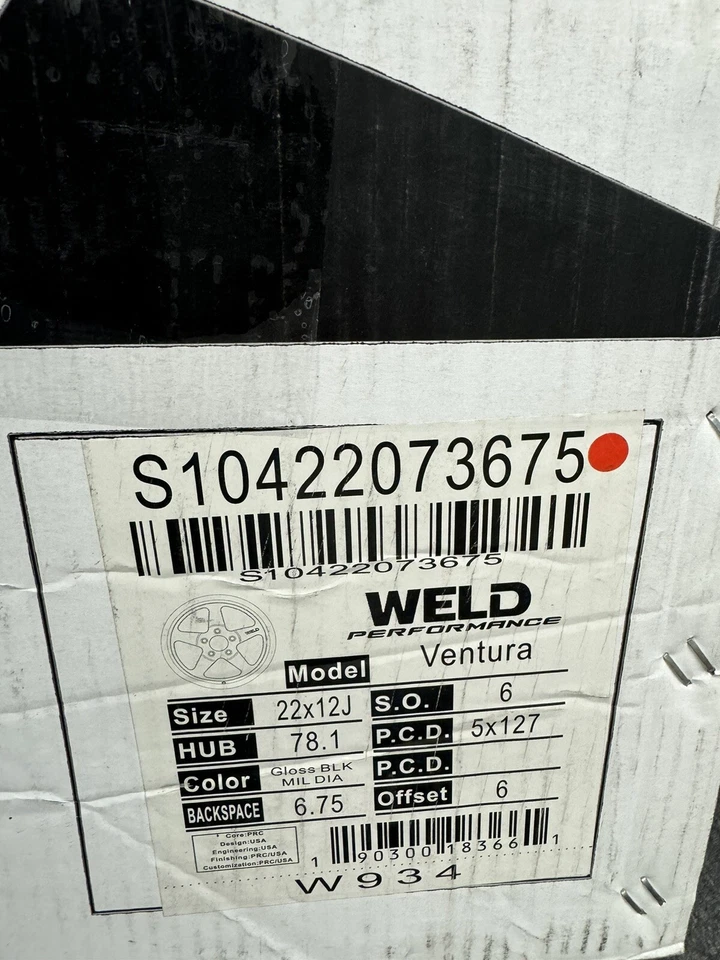 S10422073675
S10422073675
WELD
PERFORMANCE
WELD
Model Ventura
Size 22x12J S.O. 6
HUB 78.1 P.C.D. 5x127
Color Gloss BLK MIL DIA P.C.D.
BACKSPACE 6.75 Offset 6
* Core:PRC
Design:USA
Engineering:USA
Finishing:PRC/USA
Customization:PRC/USA
1 90300 18366 1
W934